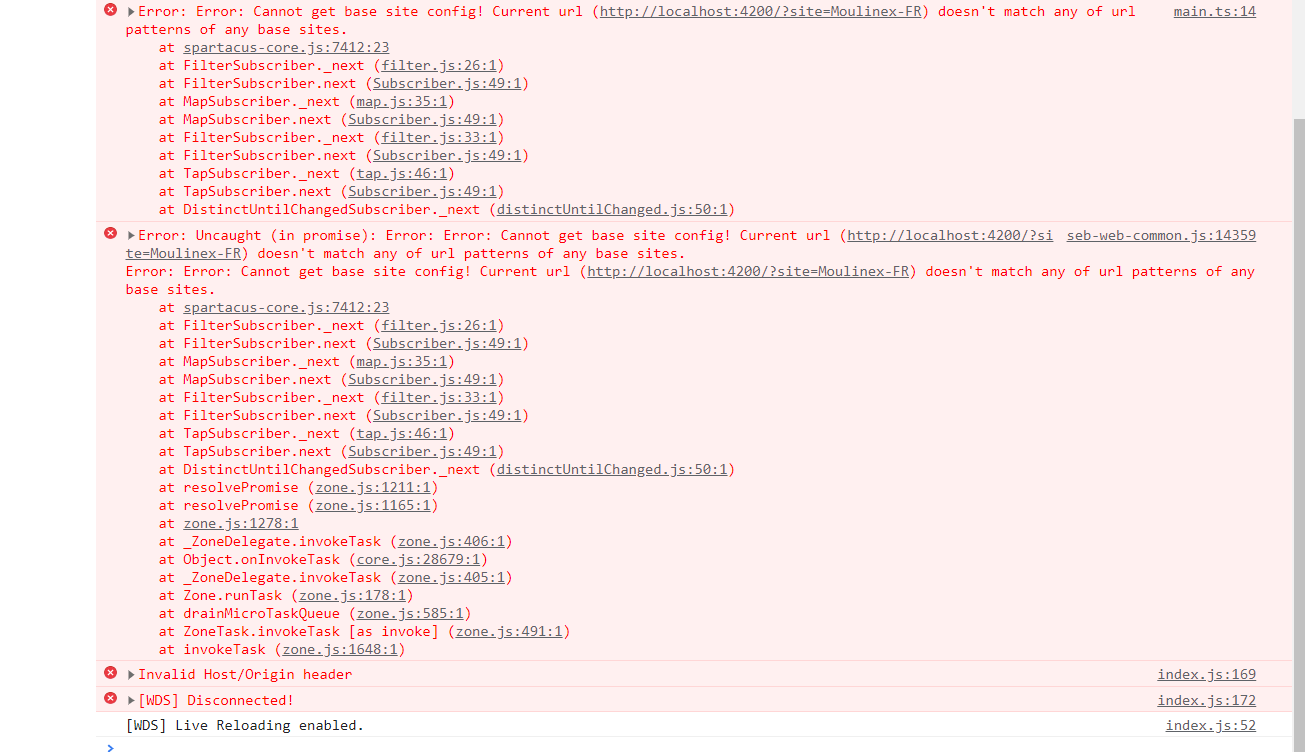 Error: Error: Cannot get base site config! Current url (http://localhost:4200/?site=Moulinex-FR) doesn't match any of url main.ts:14
patterns of any base sites.
at spartacus-core.js:7412:23
at FilterSubscriber._next (filter.js:26:1)
at FilterSubscriber.next (Subscriber.js:49:1)
at MapSubscriber._next (map.js:35:1)
at MapSubscriber.next (Subscriber.js:49:1)
at FilterSubscriber._next (filter.js:33:1)
at FilterSubscriber.next (Subscriber.js:49:1)
at TapSubscriber._next (tap.js:46:1)
at TapSubscriber.next (Subscriber.js:49:1)
at DistinctUntilChangedSubscriber._next (distinctUntilChanged.js:50:1)
Error: Uncaught (in promise): Error: Error: Cannot get base site config! Current url (http://localhost:4200/?si seb-web-common.js:14359
te=Moulinex-FR) doesn't match any of url patterns of any base sites.
Error: Error: Cannot get base site config! Current url (http://localhost:4200/?site=Moulinex-FR) doesn't match any of url patterns of any
base sites.
at spartacus-core.js:7412:23
at FilterSubscriber._next (filter.js:26:1)
at FilterSubscriber.next (Subscriber.js:49:1)
at MapSubscriber._next (map.js:35:1)
at MapSubscriber.next (Subscriber.js:49:1)
at FilterSubscriber._next (filter.js:33:1)
at FilterSubscriber.next (Subscriber.js:49:1)
at TapSubscriber._next (tap.js:46:1)
at TapSubscriber.next (Subscriber.js:49:1)
at DistinctUntilChangedSubscriber._next (distinctUntilChanged.js:50:1)
at resolvePromise (zone.js:1211:1)
at resolvePromise (zone.js:1165:1)
at zone.js:1278:1
at _ZoneDelegate.invokeTask (zone.js:406:1)
at Object.onInvokeTask (core.js:28679:1)
at _ZoneDelegate.invokeTask (zone.js:405:1)
at Zone.runTask (zone.js:178:1)
at drainMicroTaskQueue (zone.js:585:1)
at ZoneTask.invokeTask [as invoke] (zone.js:491:1)
at invokeTask (zone.js:1648:1)
Invalid Host/Origin header index.js:169
[WDS] Disconnected! index.js:172
[WDS] Live Reloading enabled. index.js:52